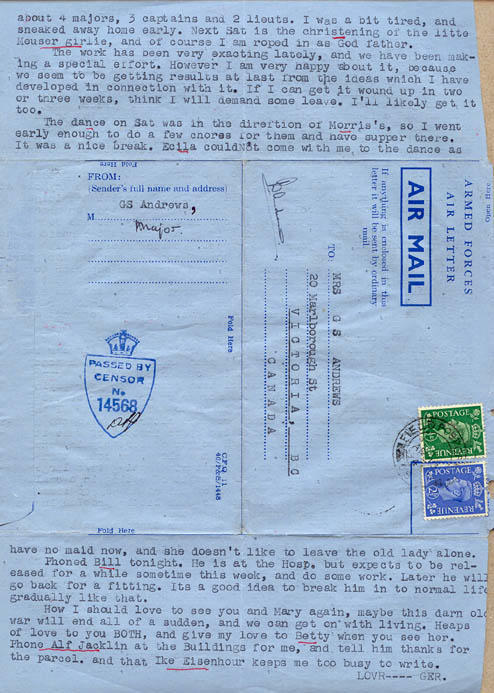 about 4 majors, 3 captains and 2 lieuts. I was a bit tired, and
sneaked away home early. Next Sat is the christening of the litte
Meuser girlie, and of course I am roped in as God father.
The work has been very exacting lately, and we have been mak-
ing a special effort. However I am very happy about it, because
we seem to be getting results at last from the ideas which I have
developed in connection with it. If I can get it wound up in two
or three weeks, think I will demand some leave. I'll likely get it
too.
The dance on Sat was in the direction of Morris's, so I went
early enough to do a few chores for them and have supper there.
It was a nice break. Ecila couldN8t come with me to the dance as
Fold Here
FROM:
(Sender's full name and address)
GS Andrews,
M
Major
PASSED BY
CENSOR
No
14568
Fold Here
C.F.Q. 11
Fold Here
ARMED FORCES
AIR LETTER
AIR MAIL
If anything is enclosed in this
letter it will be sent by ordinary
mail.
TO:
MRS G S ANDREWS
20 Marlborough St
VICTORIA, BC
CANADA
POSTAGE
REVENUE
POSTAGE
REVENUE
have no maid now, and she doesn't like to leave the old lady alone.
Phoned Bill tonight. He is at the Hosp. but expects to be rel-
eased for a while sometime this week, and do some work. Later he will
go back for a fitting. Its a good idea to break him in to normal life
gradually like that.
How I should love to see you and Mary again, maybe this darn old
war will end all of a sudden, and we can get on with living. Heaps
of love to you BOTH, and give my love to Betty when you see her.
Phone Alf Jacklin at the Buildings for me, and tell him thanks for
the parcel. and that Ike Eisenhour keeps me too busy to write.
LOVR---- GER.